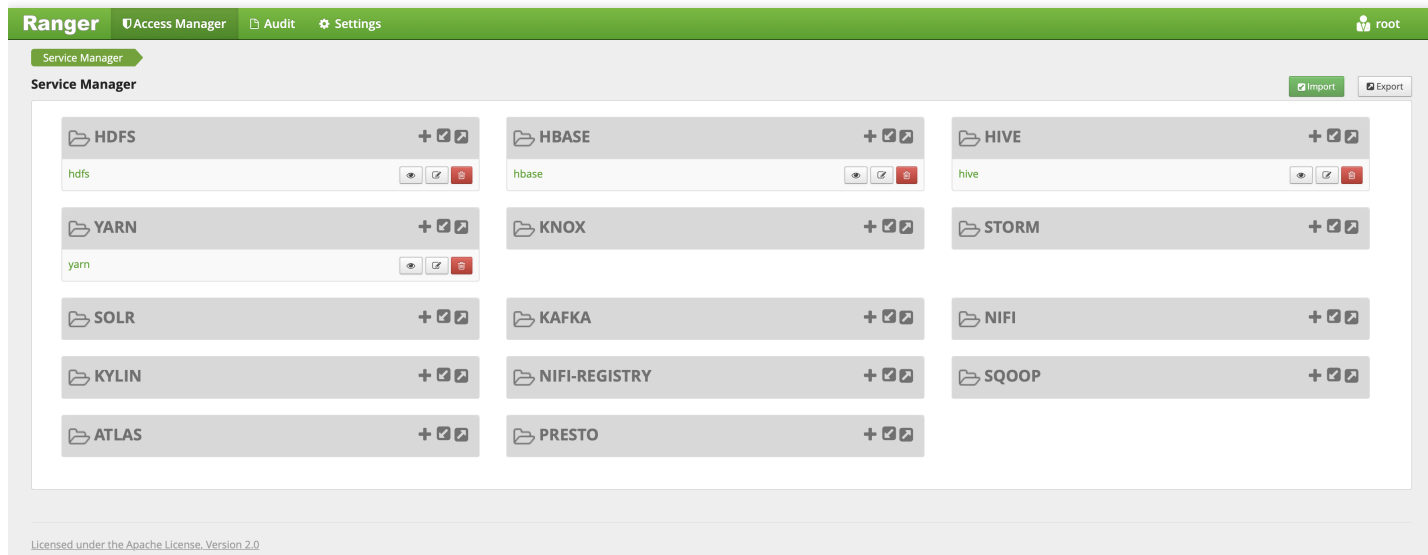 Ranger Access Manager Audit Settings root
Service Manager
Service Manager Import Export
HDFS HBASE HIVE
hdfs hbase hive
YARN KNOX STORM
yarn
SOLR KAFKA NIFI
KYLIN NIFI-REGISTRY SQOOP
ATLAS PRESTO
Licensed under the Apache License, Version 2.0